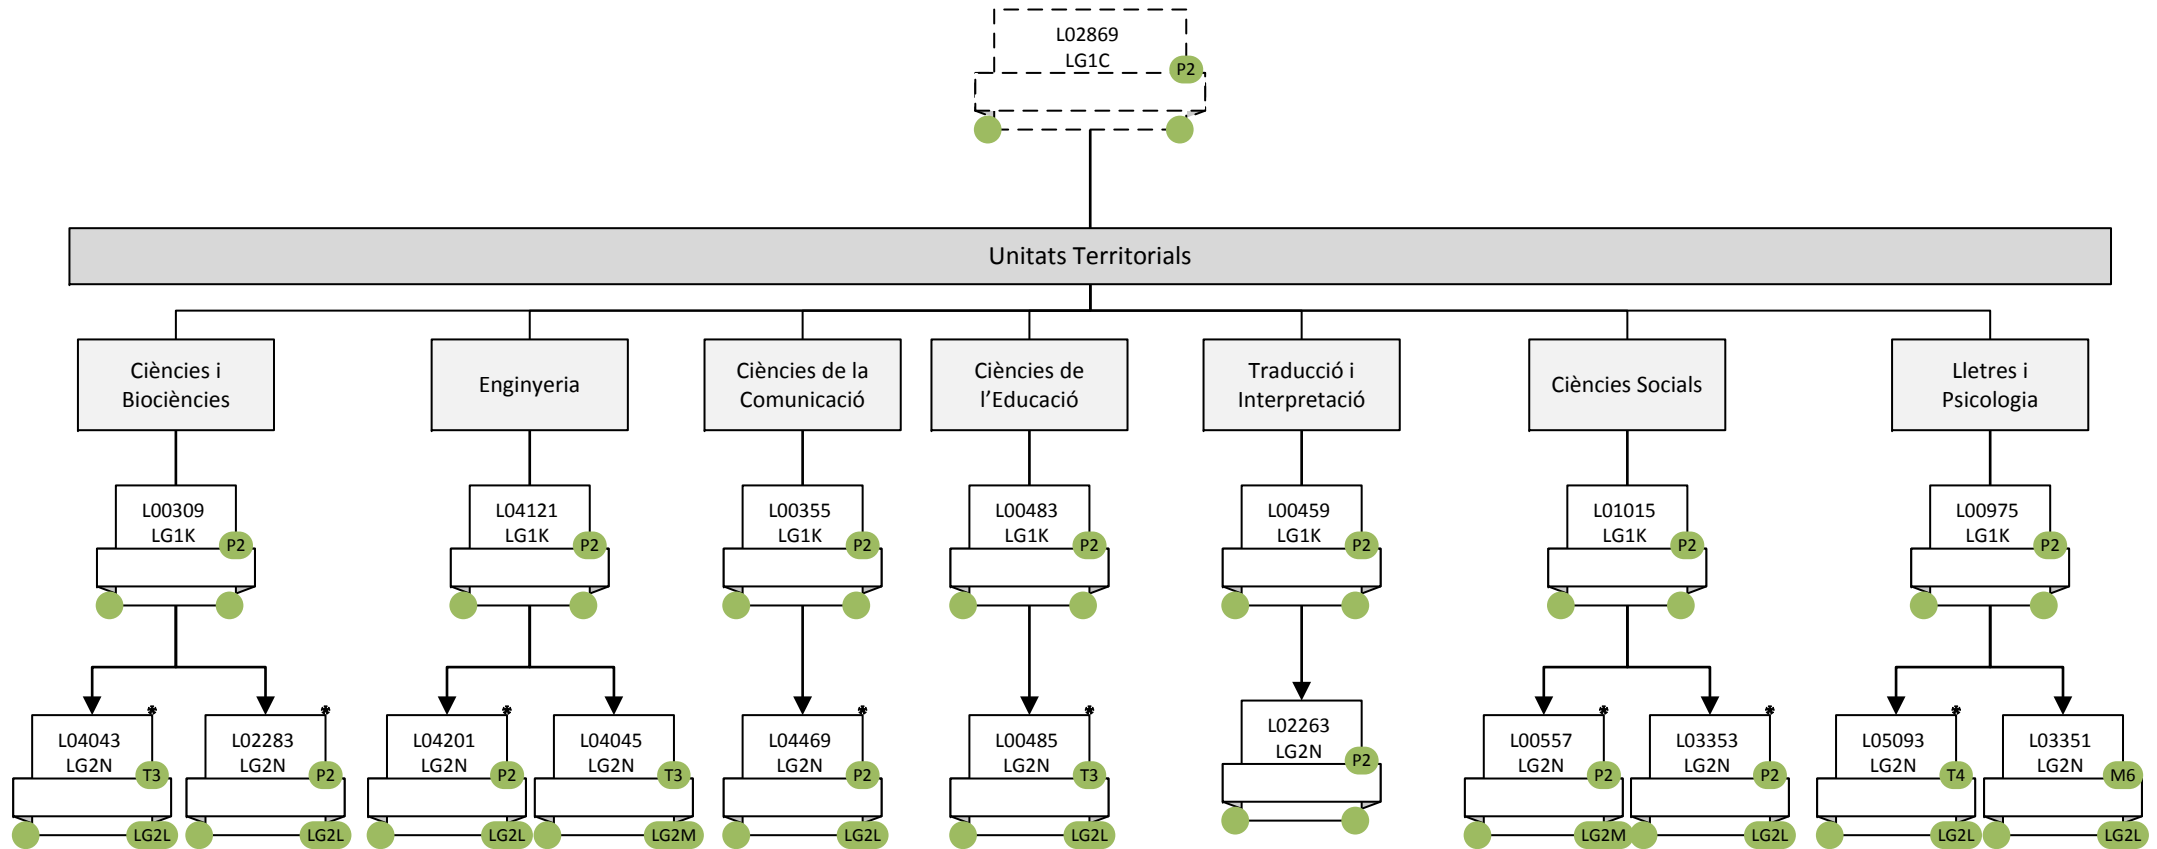 L02869
LG1C
P2
Unitats Territorials
Ciències i
Biociències
Enginyeria
Ciències de la
Comunicació
Ciències de
l'Educació
Traducció i
Interpretació
Ciències Socials
Lletres i
Psicologia
L00309
LG1K
P2
L04121
LG1K
P2
L00355
LG1K
P2
L00483
LG1K
P2
L00459
LG1K
P2
L01015
LG1K
P2
L00975
LG1K
P2
*
L04043
LG2N
T3
LG2L
*
L02283
LG2N
P2
LG2L
*
L04201
LG2N
P2
LG2L
L04045
LG2N
T3
LG2M
*
L04469
LG2N
P2
LG2L
*
L00485
LG2N
T3
LG2L
L02263
LG2N
P2
*
L00557
LG2N
P2
LG2M
*
L03353
LG2N
P2
LG2L
*
L05093
LG2N
T4
LG2L
L03351
LG2N
M6
LG2L